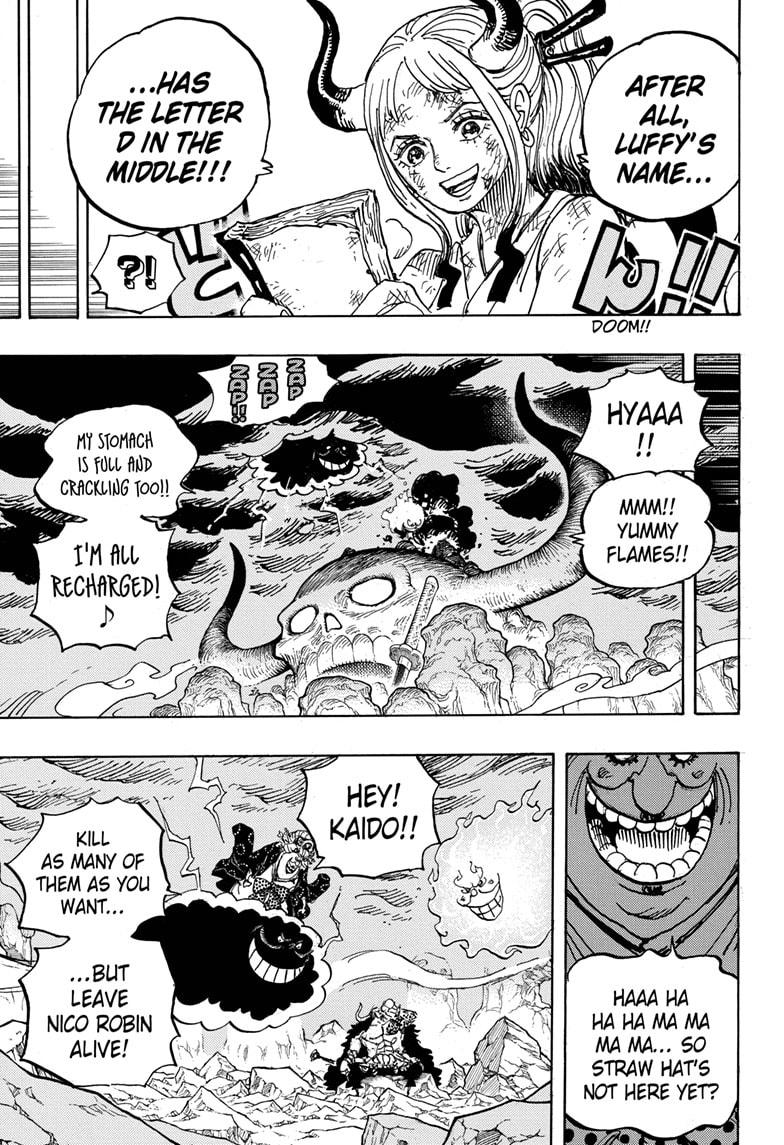 AFTER
ALL,
LUFFY'S
NAME...
...HAS
THE LETTER
D IN THE
MIDDLE!!!
ん!!
DOOM!!
ど
?!
HYAAA
!!
MMM!!
YUMMY
FLAMES!!
ZAP
ZAP
ZAP!!
MY STOMACH
IS FULL AND
CRACKLING TOO!!
I'M ALL
RECHARGED!
♪
HAAA HA
HA HA MA MA
MA MA... SO
STRAW HAT'S
NOT HERE YET?
HEY!
KAIDO!!
KILL
AS MANY OF
THEM AS YOU
WANT...
...BUT
LEAVE
NICO ROBIN
ALIVE!